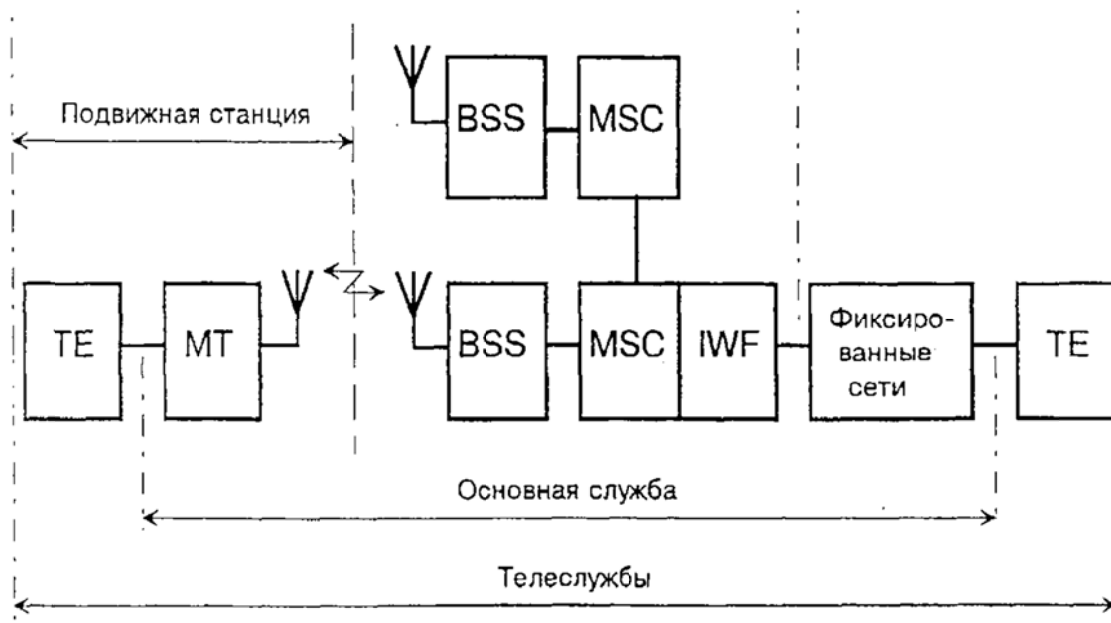 Подвижная станция
BSS
MSC
TE
MT
BSS
MSC
IWF
Фиксиро-
ванные
сети
TE
Основная служба
Телеслужбы